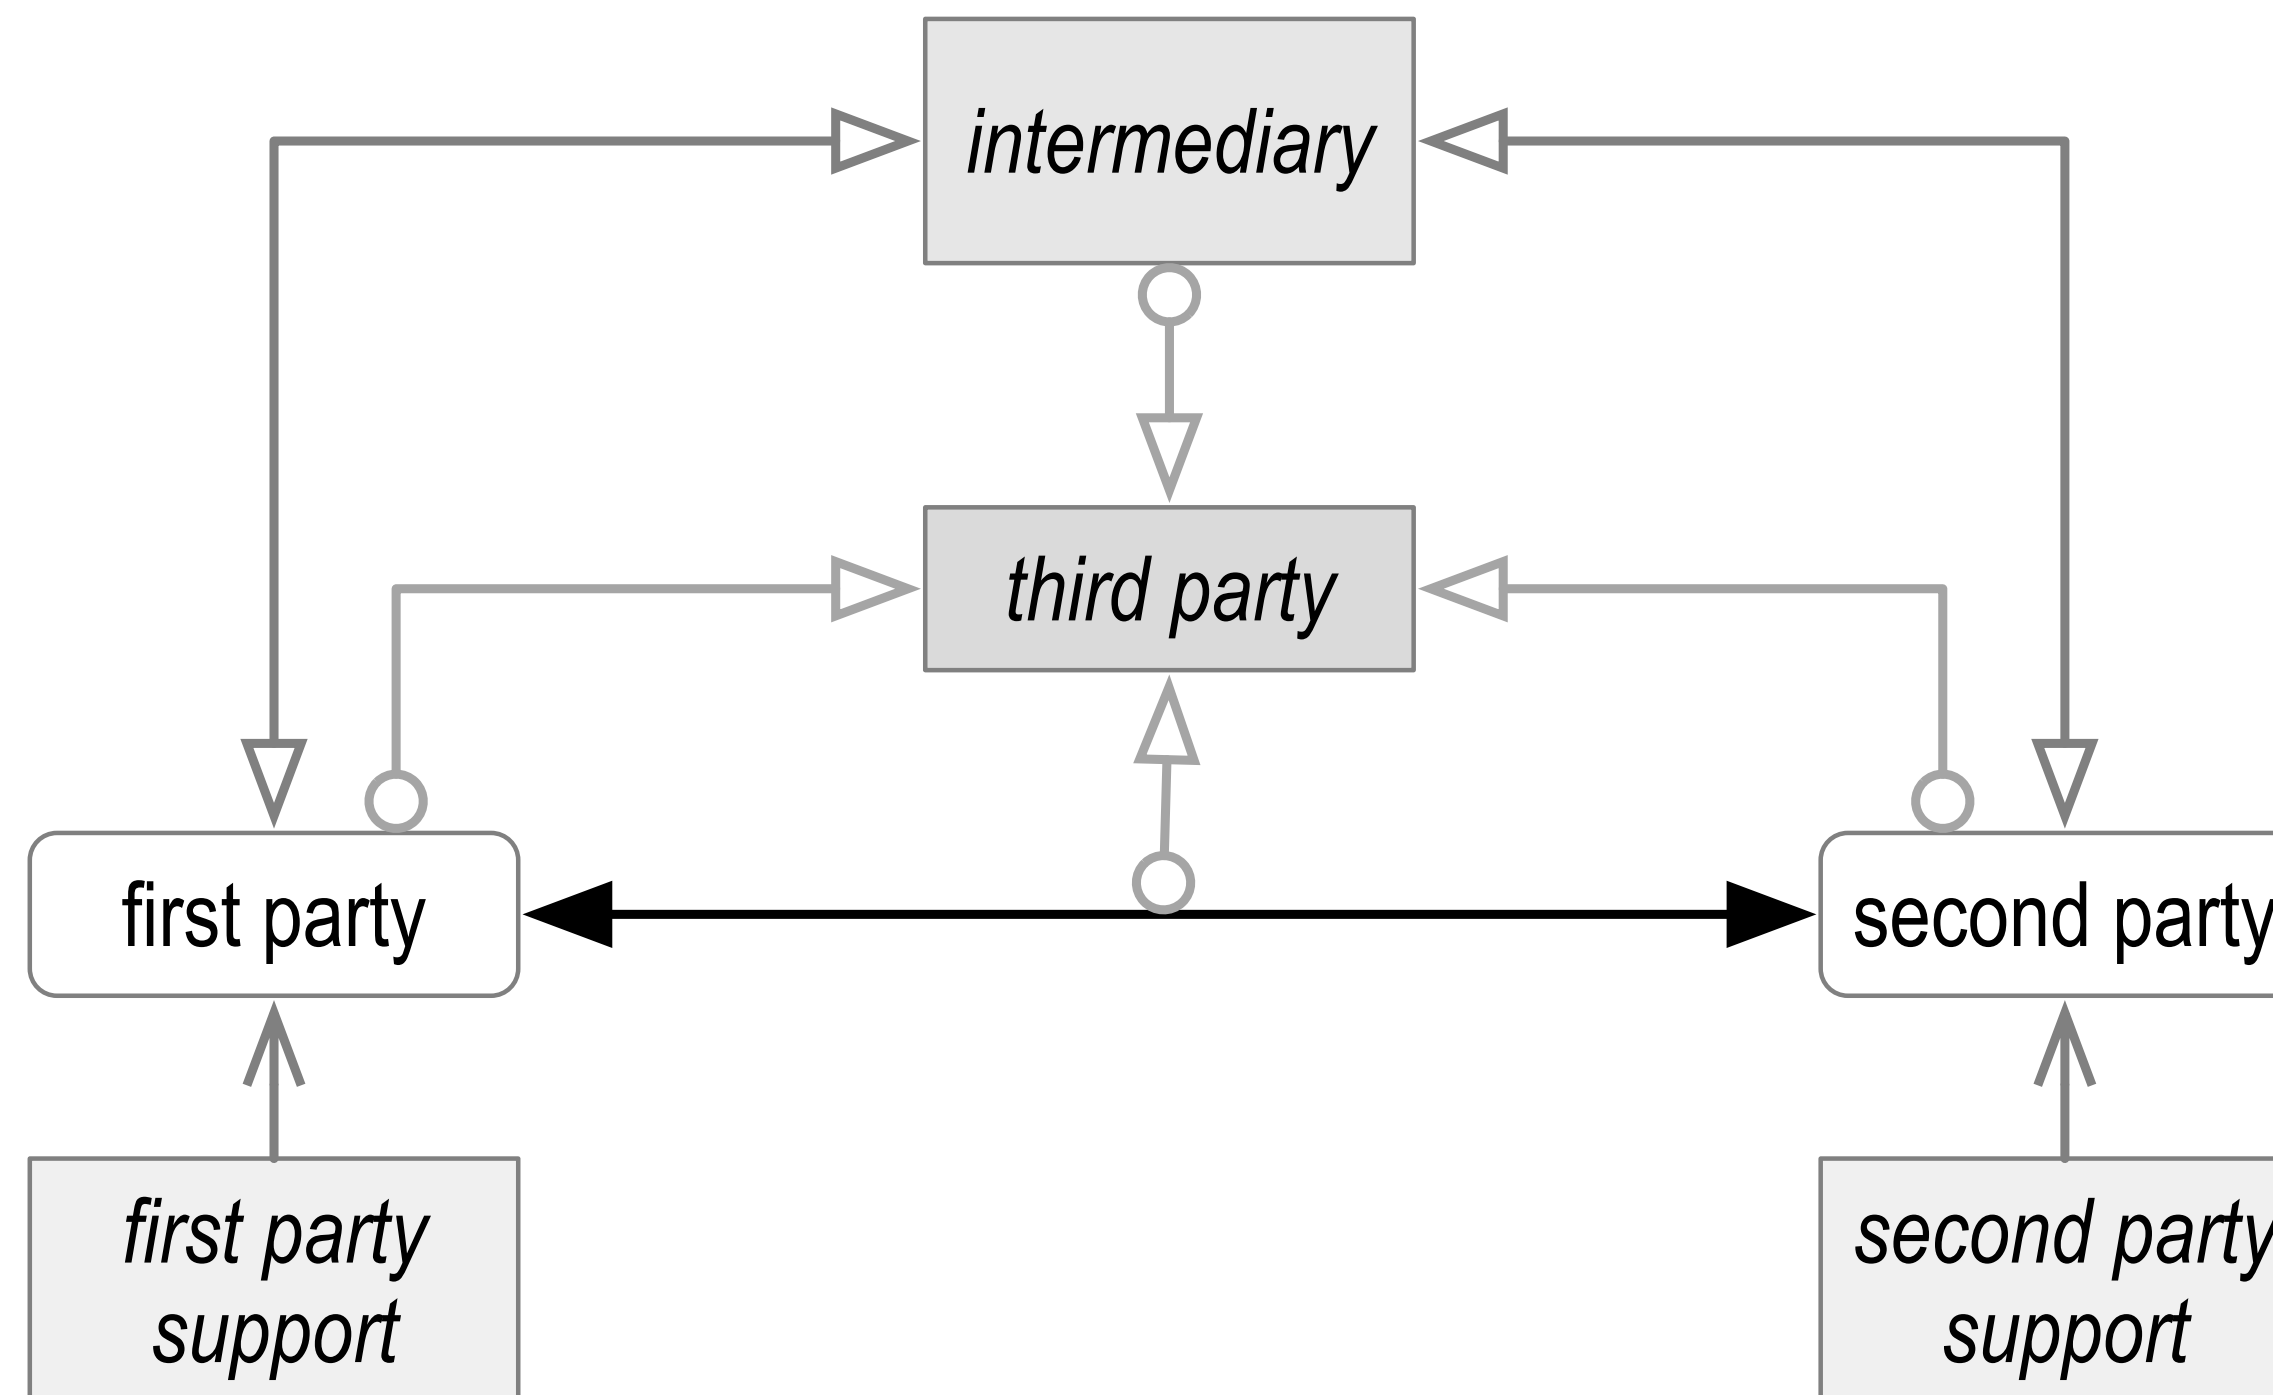 intermediary
third party
first party
second party
first party
support
second party
support